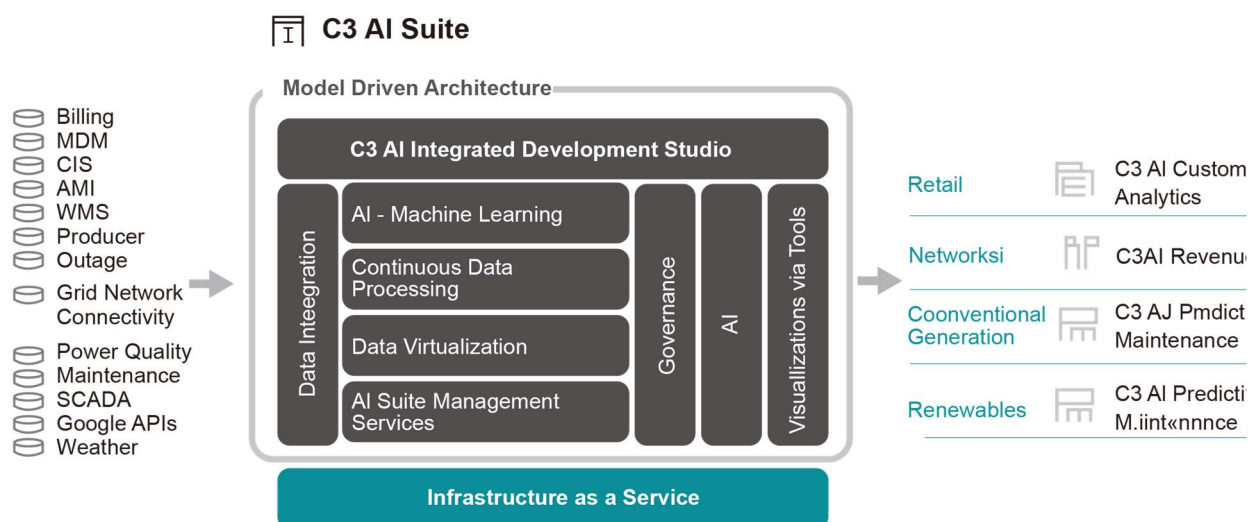 C3 AI Suite
Model Driven Architecture
Billing
MDM
CIS
AMI
WMS
Producer
Outage
Grid Network
Connectivity
Power Quality
Maintenance
SCADA
Google APIs
Weather
C3 AI Integrated Development Studio
Data Inteegration
AI - Machine Learning
Continuous Data
Processing
Data Virtualization
AI Suite Management
Services
Governance
AI
Visuallizations via Tools
Infrastructure as a Service
Retail
C3 AI Custom
Analytics
Networksi
C3AI Revenu
Coonventional
Generation
C3 AJ Pmdict
Maintenance
Renewables
C3 AI Predicti
M.iint«nnnce